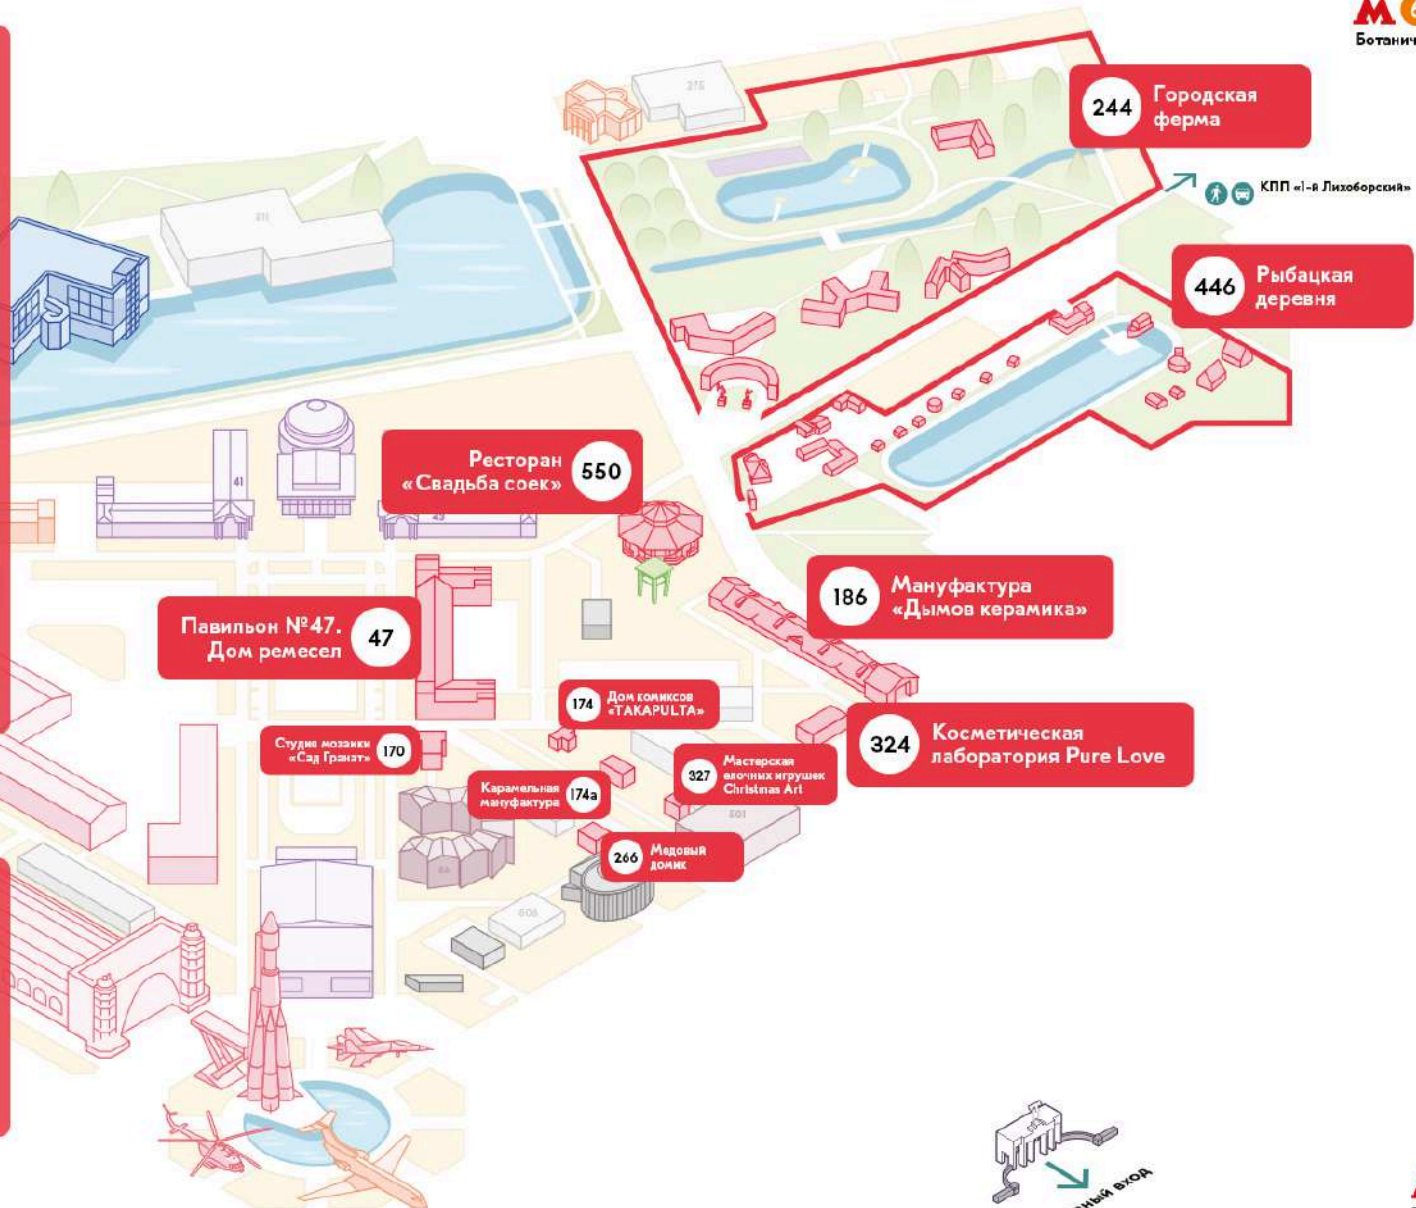 244
Городская
ферма
КПП «1-й Лихоборский»
446
Рыбацкая
деревня
41
Ресторан
«Свадьба соек»
550
186
Мануфактура
«Дымов керамика»
Павильон №47.
Дом ремесел
47
174
Дом комиксов
«TAKAPULTA»
Студия мозаики
«Сад Гранат»
170
324
Косметическая
лаборатория Pure Love
327
Мастерская
елочных игрушек
Christmas Art
Карамельная
мануфактура
174а
501
266
Медовый
домик